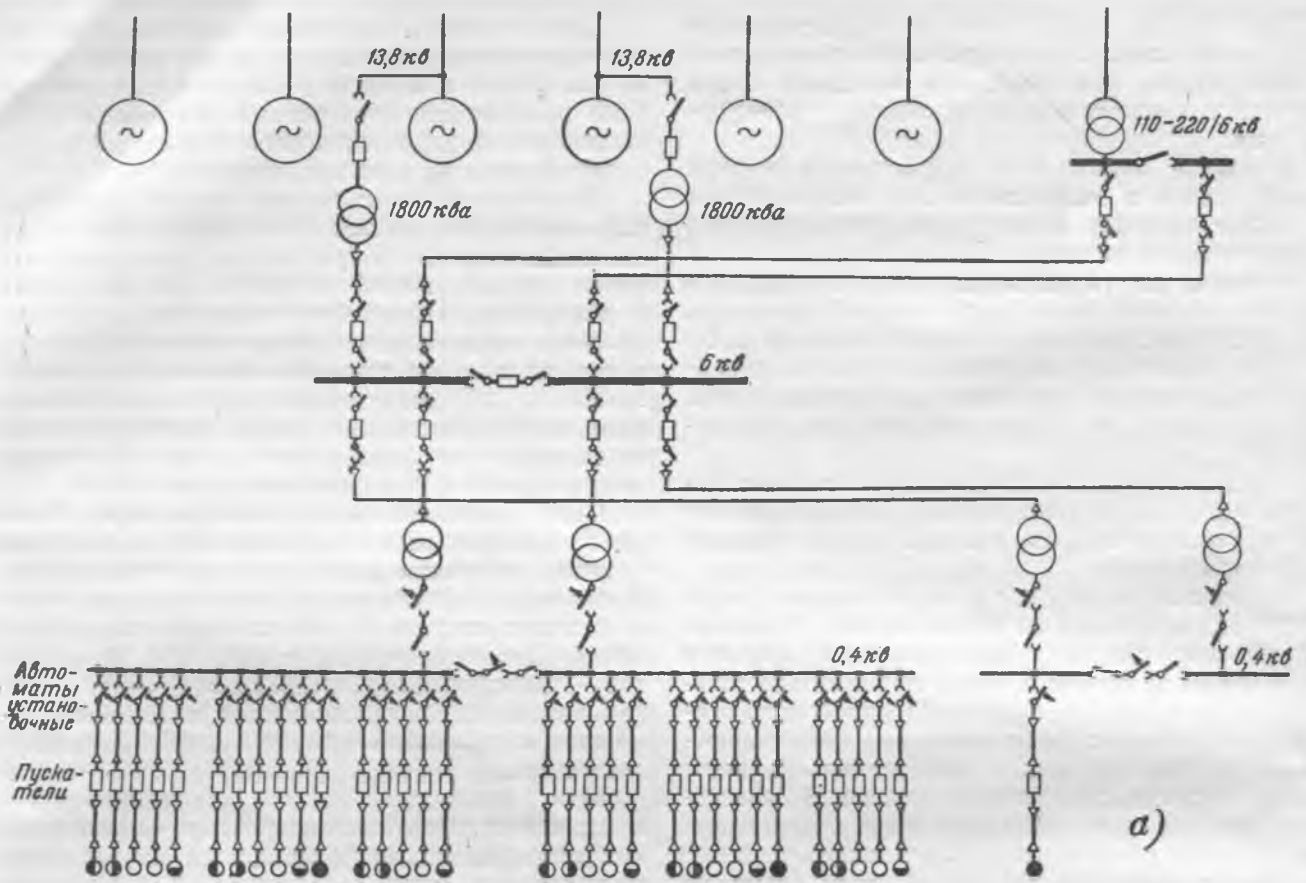 13,8 кв
13,8 кв
110-220/6 кв
1800 ква
1800 ква
6 кв
0,4 кв
0,4 кв
Авто-
маты
устано-
вочные
Пуска-
тели
а)